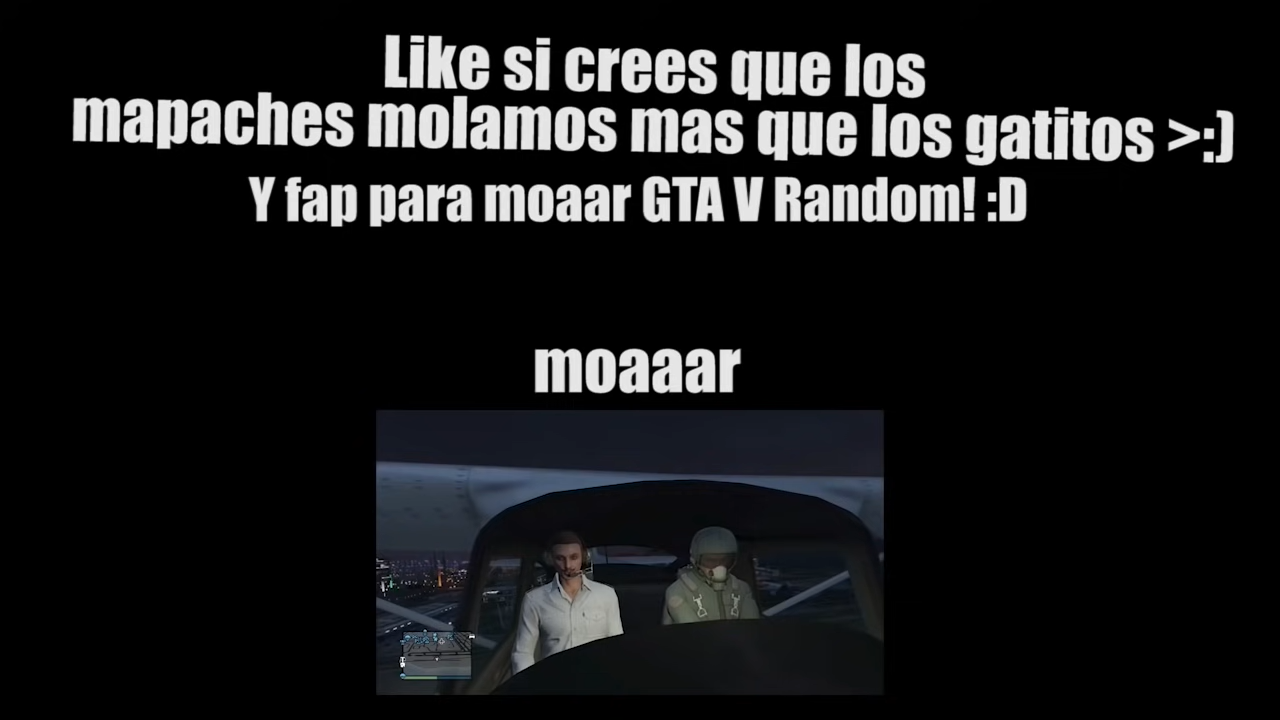 Like si crees que los
mapaches molamos mas que los gatitos >:)
Y fap para moaar GTA V Random! :D
moaaar